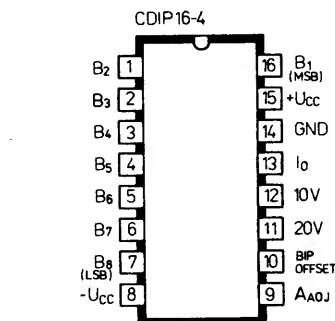 CDIP16-4
B2 1
B3 2
B4 3
B5 4
B6 5
B7 6
B8 7
(LSB)
-UCC 8
16 B1
(MSB)
15 +UCC
14 GND
13 IO
12 10V
11 20V
10 BIP
OFFSET
9 AAOJ